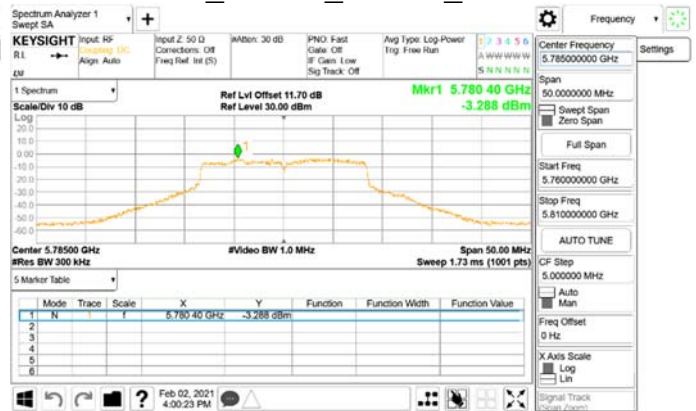 Spectrum Analyzer 1
Swept SA
+
Frequency
KEYSIGHT
Input: RF
Coupling: DC
Align: Auto
Input Z: 50 Ω
Corrections: Off
Freq Ref: Int (S)
#Atten: 30 dB
PNO: Fast
Gate: Off
IF Gain: Low
Sig Track: Off
Avg Type: Log-Power
Trig: Free Run
1 2 3 4 5 6
A W W W W W
S N N N N N
RL
Center Frequency
5.785000000 GHz
Settings
Span
50.0000000 MHz
Swept Span
Zero Span
Full Span
Start Freq
5.760000000 GHz
Stop Freq
5.810000000 GHz
AUTO TUNE
CF Step
5.000000 MHz
Auto
Man
Freq Offset
0 Hz
X Axis Scale
Log
Lin
Signal Track
(Span Zoom)
1 Spectrum
Scale/Div 10 dB
Ref Lvl Offset 11.70 dB
Ref Level 30.00 dBm
Mkr1 5.780 40 GHz
-3.288 dBm
Log
20.0
10.0
0.00
-10.0
-20.0
-30.0
-40.0
-50.0
-60.0
1
Center 5.78500 GHz
#Res BW 300 kHz
#Video BW 1.0 MHz
Span 50.00 MHz
Sweep 1.73 ms (1001 pts)
5 Marker Table
Mode Trace Scale X Y Function Function Width Function Value
1 N 1 f 5.780 40 GHz -3.288 dBm
2
3
4
5
6
?
Feb 02, 2021
4:00:23 PM